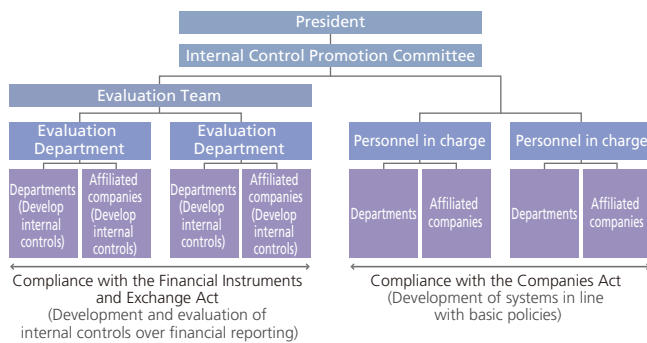 President
Internal Control Promotion Committee
Evaluation Team
Evaluation
Department
Evaluation
Department
Personnel in charge
Personnel in charge
Departments
(Develop
internal
controls)
Affiliated
companies
(Develop
internal
controls)
Departments
(Develop
internal
controls)
Affiliated
companies
(Develop
internal
controls)
Departments
Affiliated
companies
Departments
Affiliated
companies
Compliance with the Financial Instruments
and Exchange Act
(Development and evaluation of
internal controls over financial reporting)
Compliance with the Companies Act
(Development of systems in line
with basic policies)